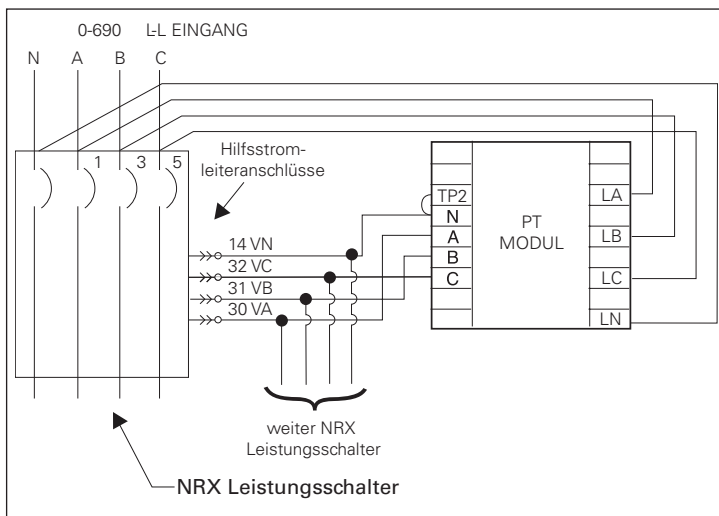 0-690 L-L EINGANG
N A B C
1 3 5
Hilfsstrom-
leiteranschlüsse
14 VN
32 VC
31 VB
30 VA
TP2
N
A
B
C
PT
MODUL
LA
LB
LC
LN
weiter NRX
Leistungsschalter
NRX Leistungsschalter